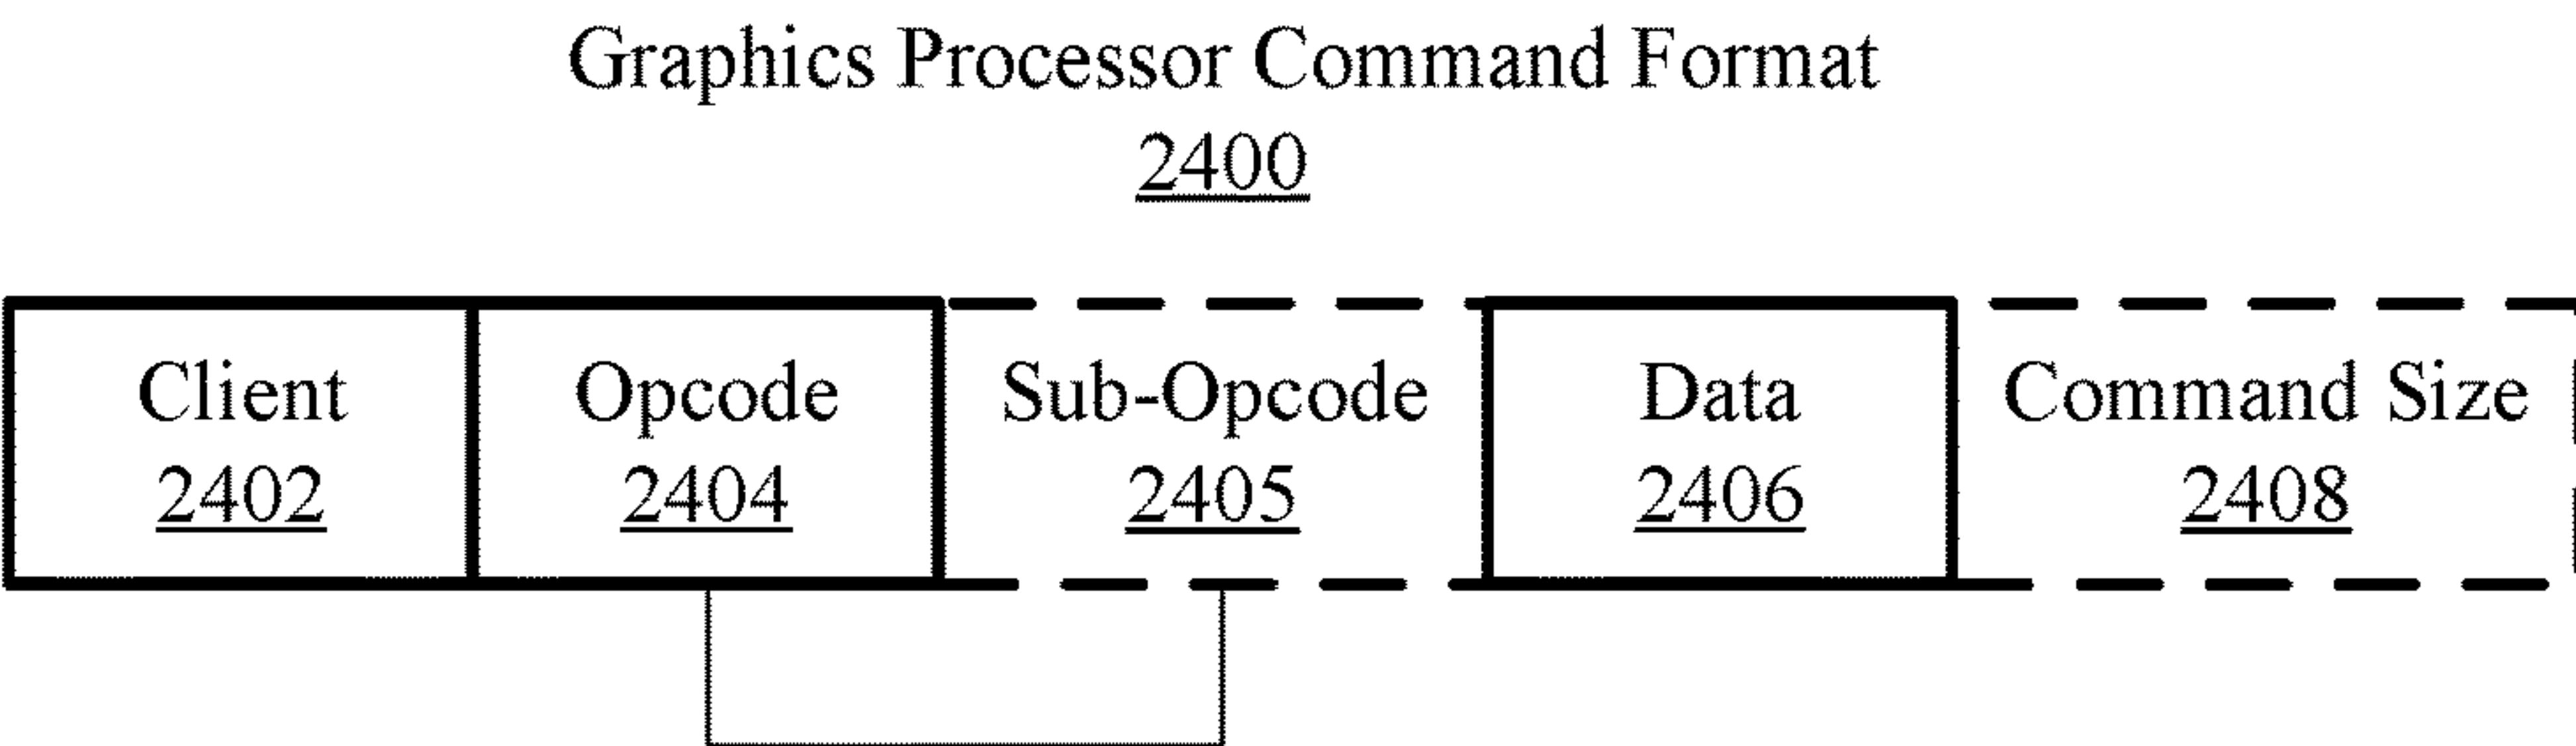 Graphics Processor Command Format
2400
Client Opcode Sub-Opcode Data Command Size
2402 2404 2405 2406 2408